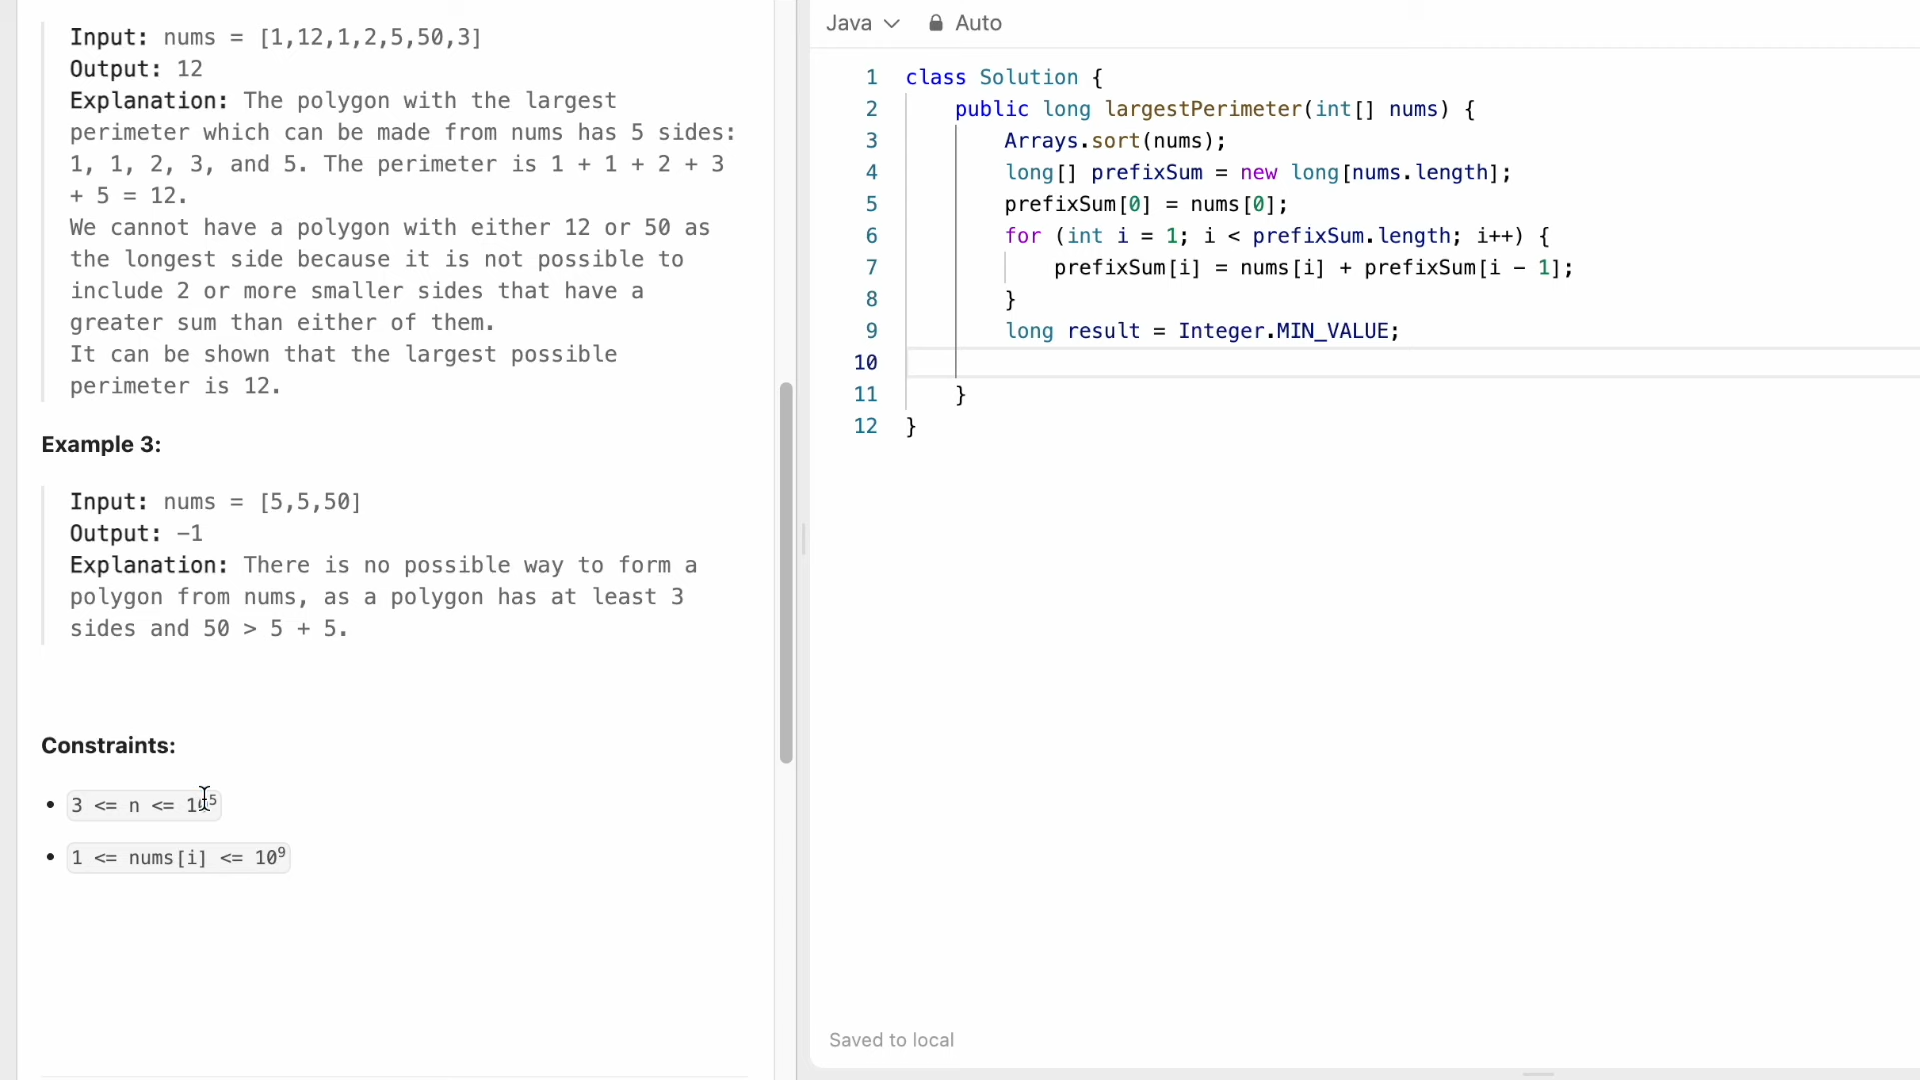 Input: nums = [1,12,1,2,5,50,3]
Output: 12
Explanation: The polygon with the largest
perimeter which can be made from nums has 5 sides:
1, 1, 2, 3, and 5. The perimeter is 1 + 1 + 2 + 3
+ 5 = 12.
We cannot have a polygon with either 12 or 50 as
the longest side because it is not possible to
include 2 or more smaller sides that have a
greater sum than either of them.
It can be shown that the largest possible
perimeter is 12.
Example 3:
Input: nums = [5,5,50]
Output: -1
Explanation: There is no possible way to form a
polygon from nums, as a polygon has at least 3
sides and 50 > 5 + 5.
Constraints:
• 3 <= n <= 10⁵
• 1 <= nums[i] <= 10⁹
Java Auto
1 class Solution {
2 public long largestPerimeter(int[] nums) {
3 Arrays.sort(nums);
4 long[] prefixSum = new long[nums.length];
5 prefixSum[0] = nums[0];
6 for (int i = 1; i < prefixSum.length; i++) {
7 prefixSum[i] = nums[i] + prefixSum[i - 1];
8 }
9 long result = Integer.MIN_VALUE;
10
11 }
12 }
Saved to local